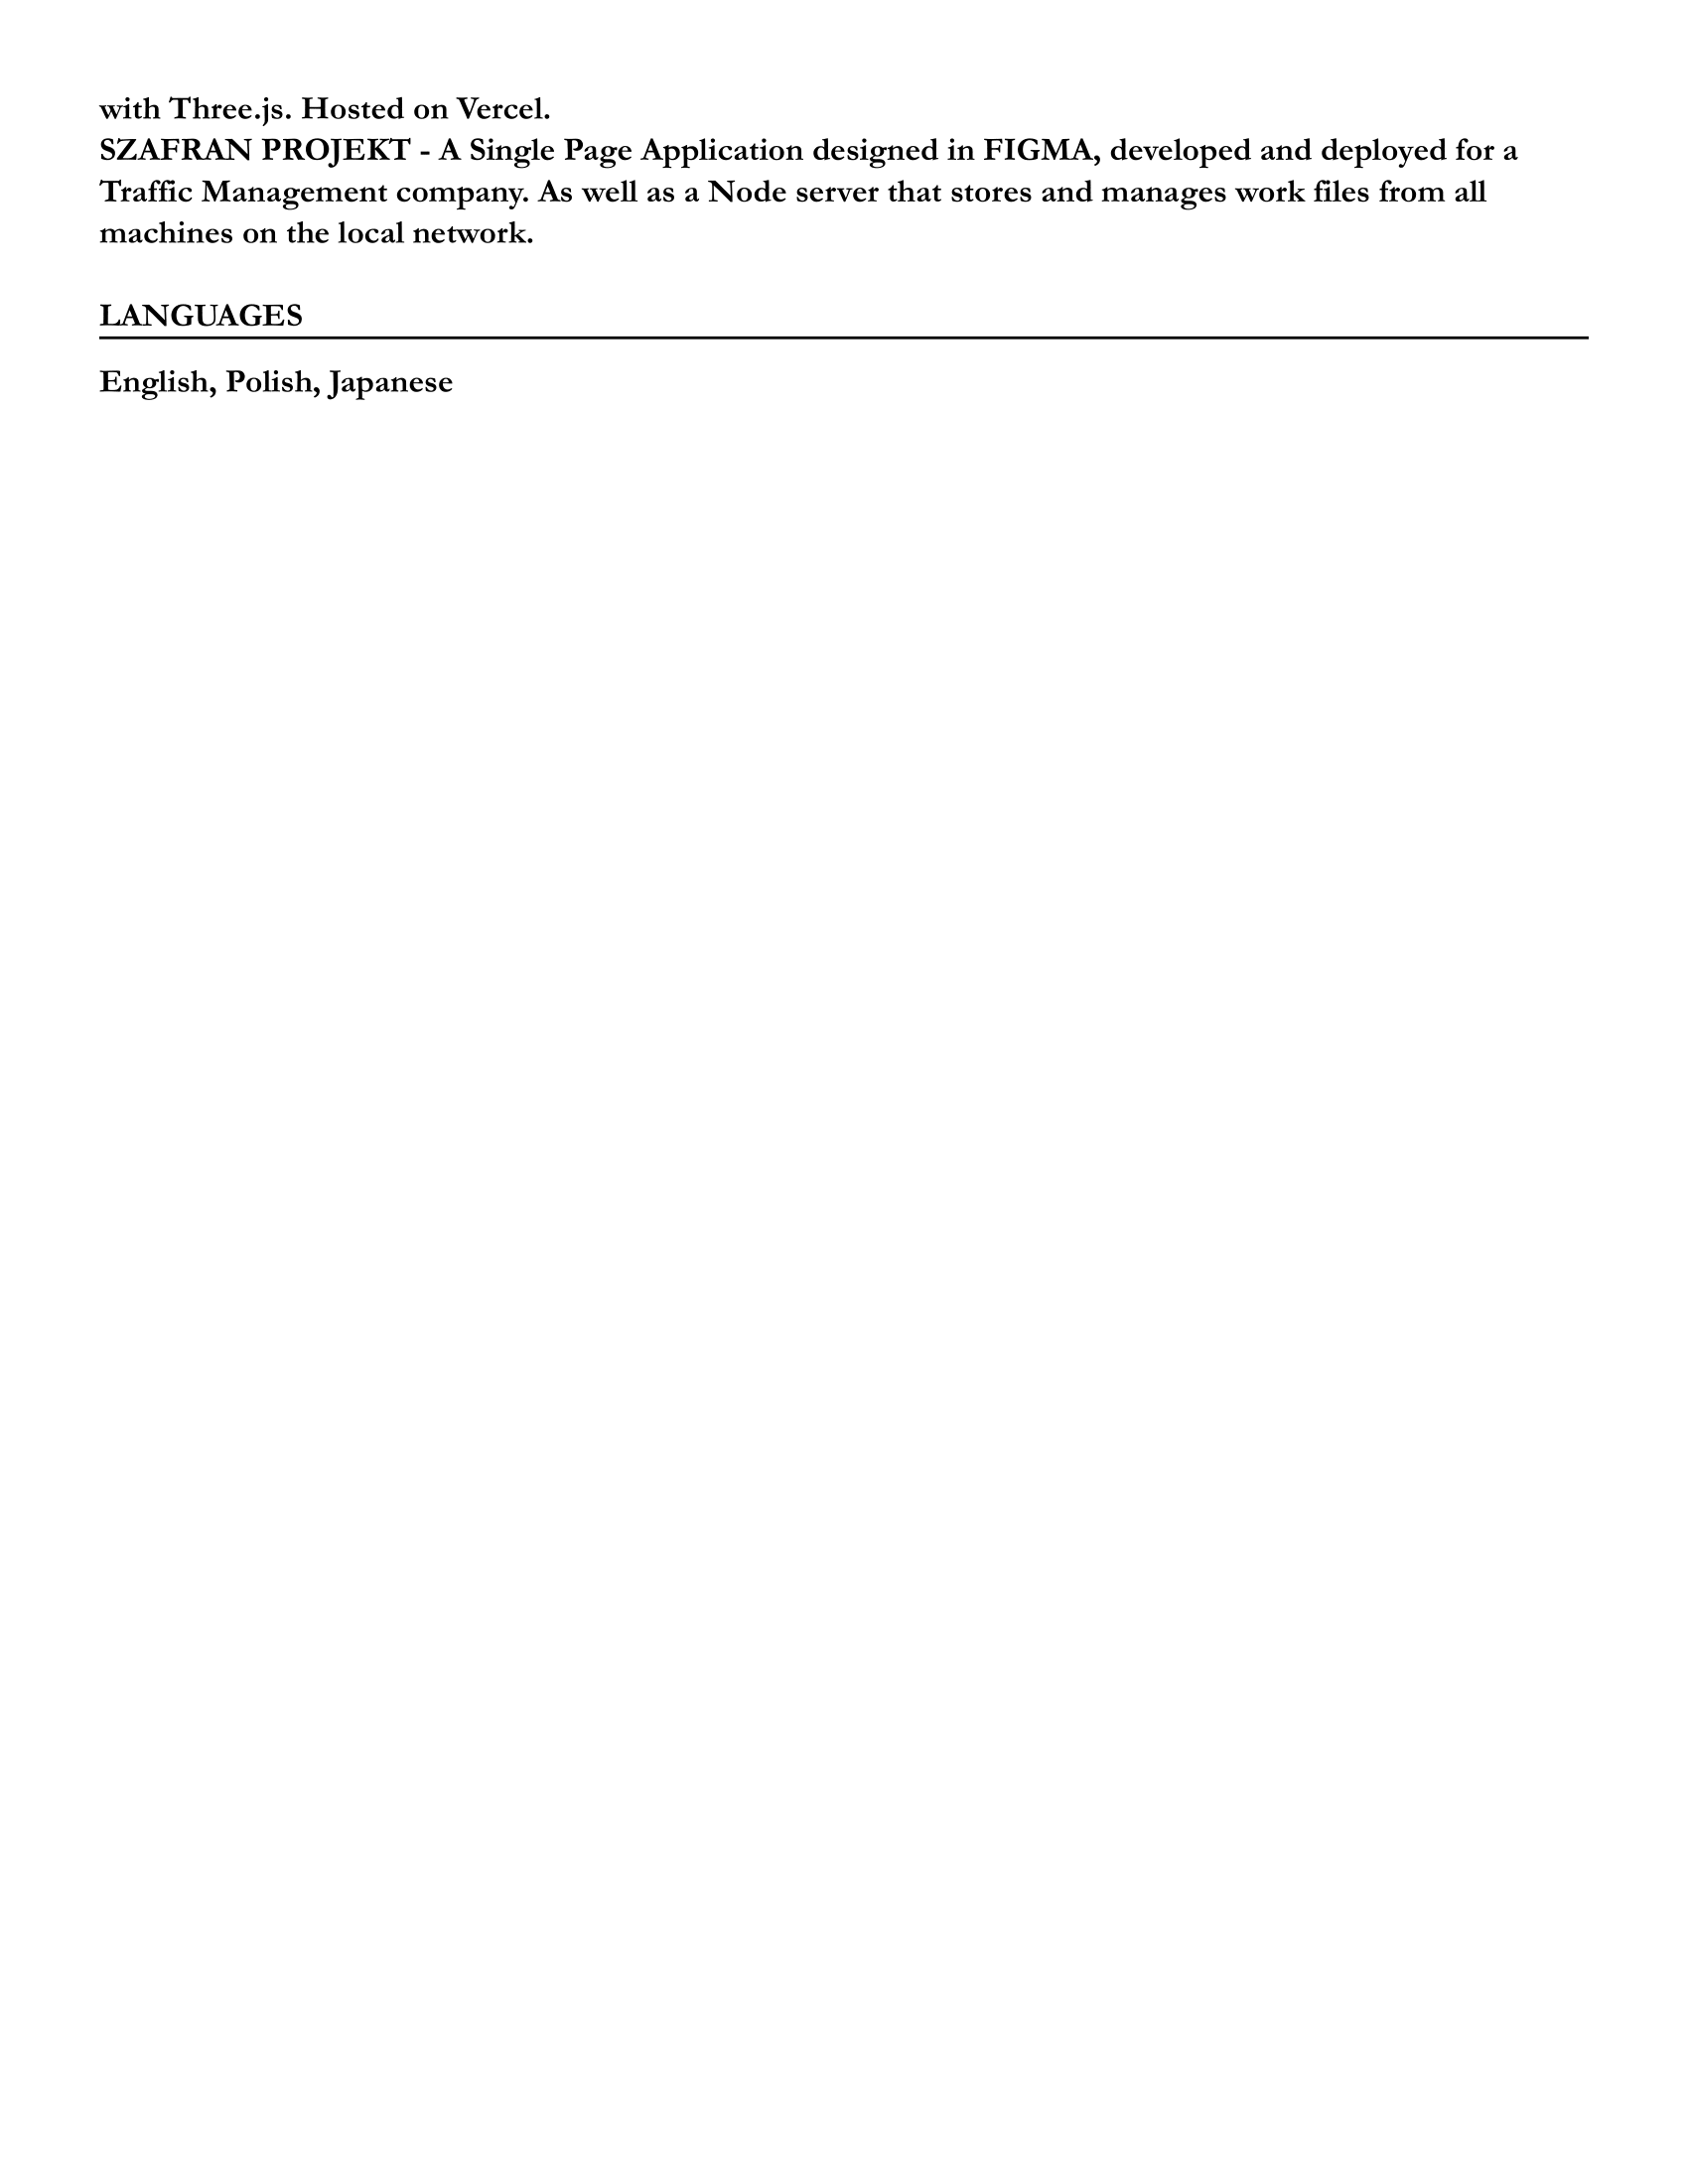 with Three.js. Hosted on Vercel.
SZAFRAN PROJEKT - A Single Page Application designed in FIGMA, developed and deployed for a
Traffic Management company. As well as a Node server that stores and manages work files from all
machines on the local network.
LANGUAGES
English, Polish, Japanese